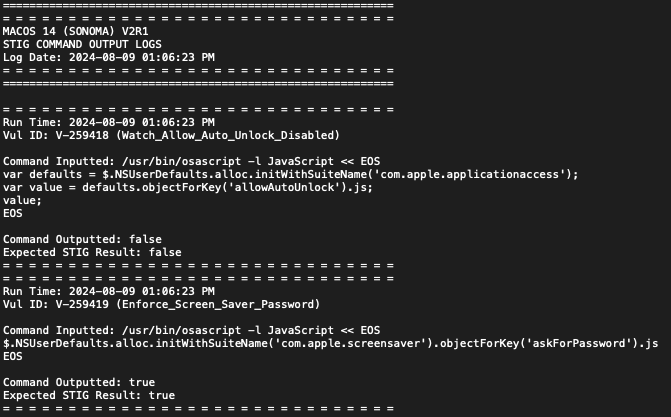 ============================================================
= = = = = = = = = = = = = = = = = = = = = = = = = = = = = =
MACOS 14 (SONOMA) V2R1
STIG COMMAND OUTPUT LOGS
Log Date: 2024-08-09 01:06:23 PM
= = = = = = = = = = = = = = = = = = = = = = = = = = = = = =
============================================================
= = = = = = = = = = = = = = = = = = = = = = = = = = = = = =
Run Time: 2024-08-09 01:06:23 PM
Vul ID: V-259418 (Watch_Allow_Auto_Unlock_Disabled)
Command Inputted: /usr/bin/osascript -l JavaScript << EOS
var defaults = $.NSUserDefaults.alloc.initWithSuiteName('com.apple.applicationaccess');
var value = defaults.objectForKey('allowAutoUnlock').js;
value;
EOS
Command Outputted: false
Expected STIG Result: false
= = = = = = = = = = = = = = = = = = = = = = = = = = = = = =
= = = = = = = = = = = = = = = = = = = = = = = = = = = = = =
Run Time: 2024-08-09 01:06:23 PM
Vul ID: V-259419 (Enforce_Screen_Saver_Password)
Command Inputted: /usr/bin/osascript -l JavaScript << EOS
$.NSUserDefaults.alloc.initWithSuiteName('com.apple.screensaver').objectForKey('askForPassword').js
EOS
Command Outputted: true
Expected STIG Result: true
= = = = = = = = = = = = = = = = = = = = = = = = = = = = = =